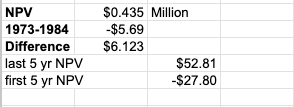 NPV $0.435 Million
1973-1984 -$5.69
Difference $6.123
last 5 yr NPV $52.81
first 5 yr NPV -$27.80